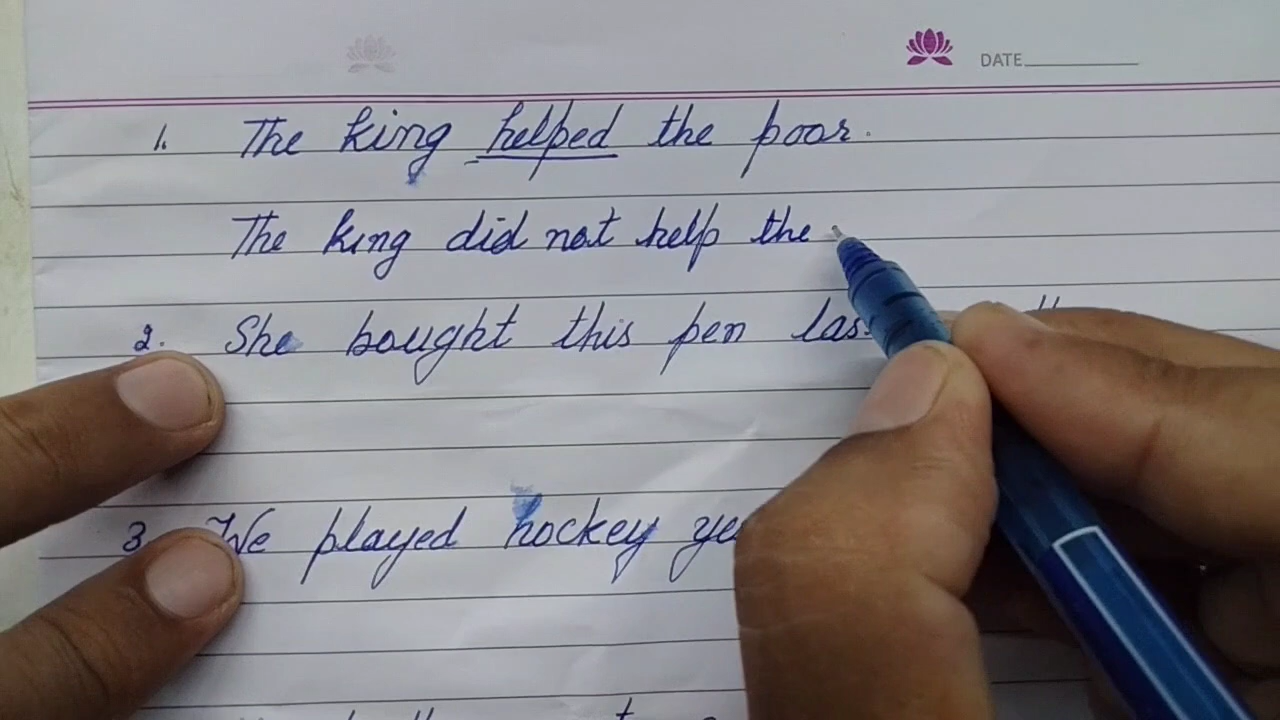 DATE
1. The king helped the poor.
The king did not help the
2. She bought this pen
3 We played hockey